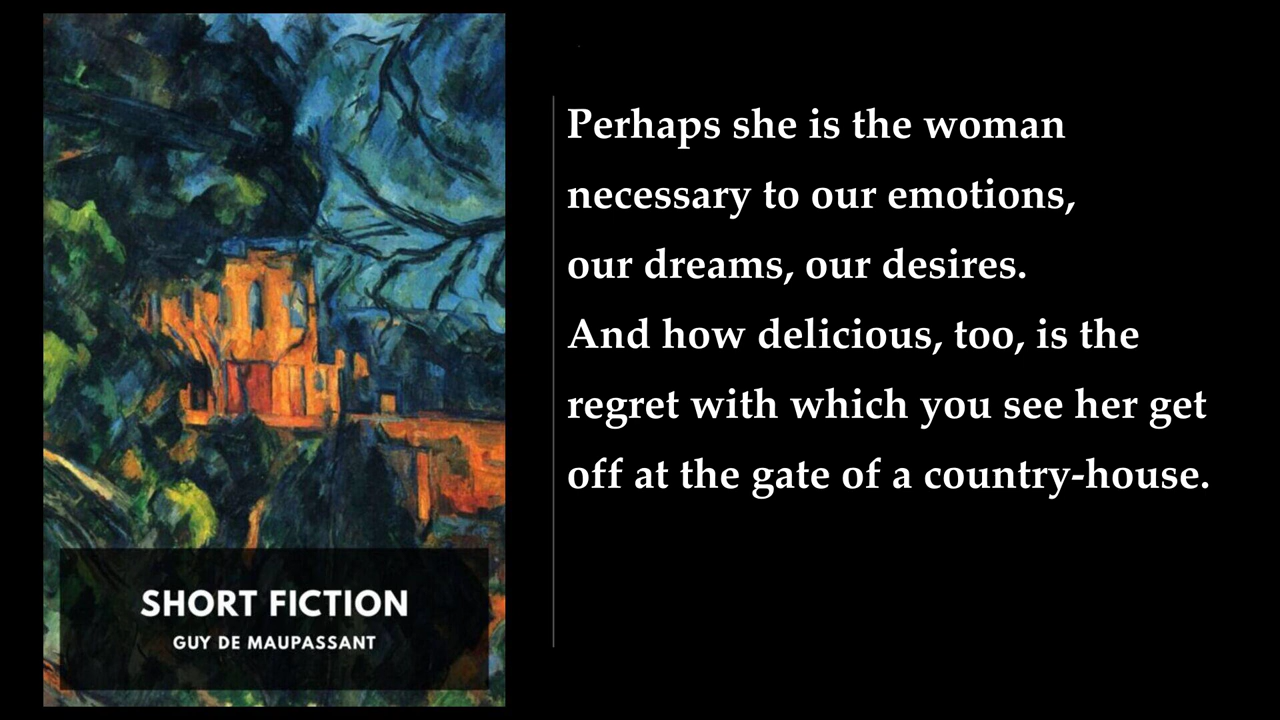 SHORT FICTION
GUY DE MAUPASSANT
Perhaps she is the woman
necessary to our emotions,
our dreams, our desires.
And how delicious, too, is the
regret with which you see her get
off at the gate of a country-house.